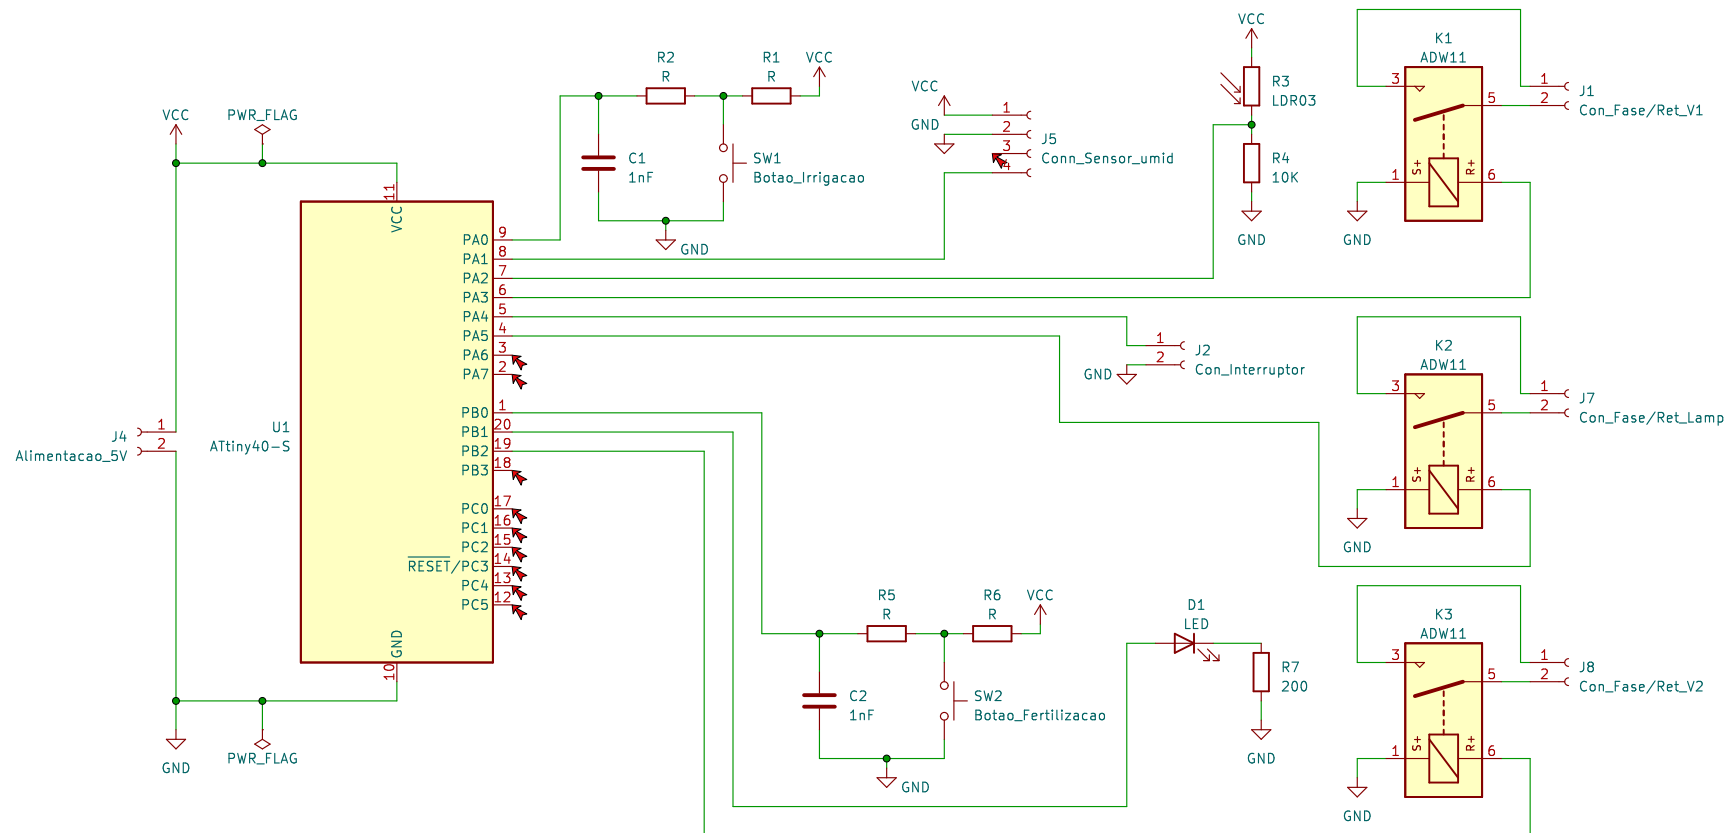 VCC
PWR_FLAG
J4
Alimentacao_5V
1
2
GND
PWR_FLAG
U1
ATtiny40-S
11
VCC
GND
10
PA0 9
PA1 8
PA2 7
PA3 6
PA4 5
PA5 4
PA6 3
PA7 2
PB0 1
PB1 20
PB2 19
PB3 18
PC0 17
PC1 16
PC2 15
RESET/PC3 14
PC4 13
PC5 12
R2
R
R1
R
VCC
C1
1nF
SW1
Botao_Irrigacao
GND
VCC
GND
1
2
3
4
J5
Conn_Sensor_umid
VCC
R3
LDR03
R4
10K
GND
K1
ADW11
3
5
1
6
S+
R+
GND
1
2
J1
Con_Fase/Ret_V1
1
2
GND
J2
Con_Interruptor
K2
ADW11
3
5
1
6
S+
R+
GND
1
2
J7
Con_Fase/Ret_Lamp
R5
R
R6
R
VCC
C2
1nF
SW2
Botao_Fertilizacao
GND
D1
LED
R7
200
GND
K3
ADW11
3
5
1
6
S+
R+
GND
1
2
J8
Con_Fase/Ret_V2